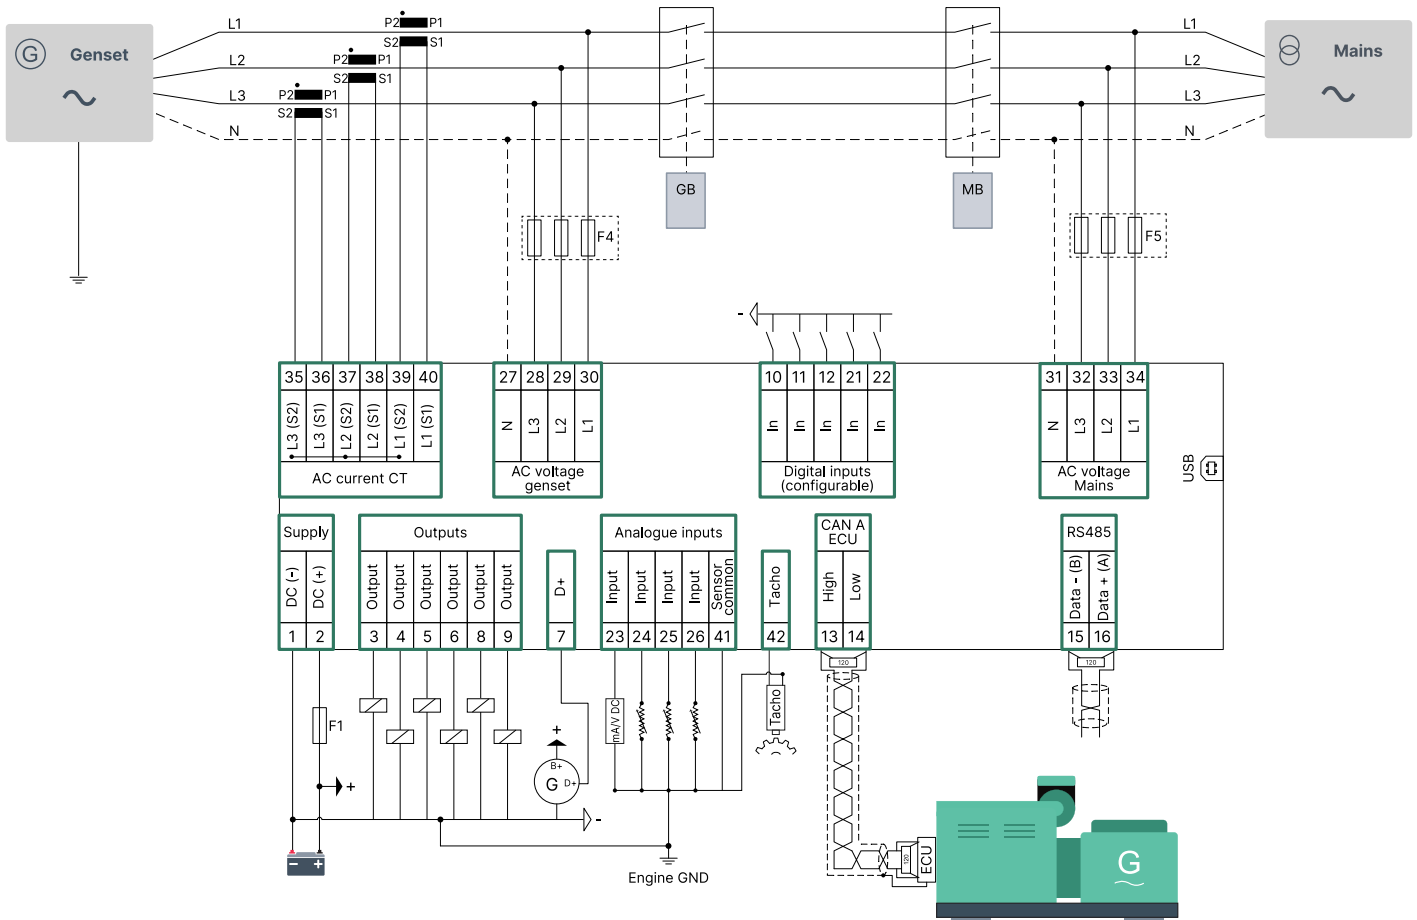 L1
P2 P1
S2 S1
L1
G Genset
L2
P2 P1
S2 S1
L2
Mains
L3
P2 P1
S2 S1
L3
N
N
GB
MB
F4
F5
-
35 36 37 38 39 40
L3 (S2)
L3 (S1)
L2 (S2)
L2 (S1)
L1 (S2)
L1 (S1)
AC current CT
27 28 29 30
N
L3
L2
L1
AC voltage
genset
10 11 12 21 22
In
In
In
In
In
Digital inputs
(configurable)
31 32 33 34
N
L3
L2
L1
AC voltage
Mains
USB
Supply
DC (-)
DC (+)
1 2
Outputs
Output
Output
Output
Output
Output
Output
3 4 5 6 8 9
D+
7
Analogue inputs
Input
Input
Input
Input
Sensor
common
23 24 25 26 41
Tacho
42
CAN A
ECU
High
Low
13 14
RS485
Data - (B)
Data + (A)
15 16
120
120
F1
+
mA/V DC
Tacho
+
B+
G D+
-
- +
Engine GND
120
ECU
G